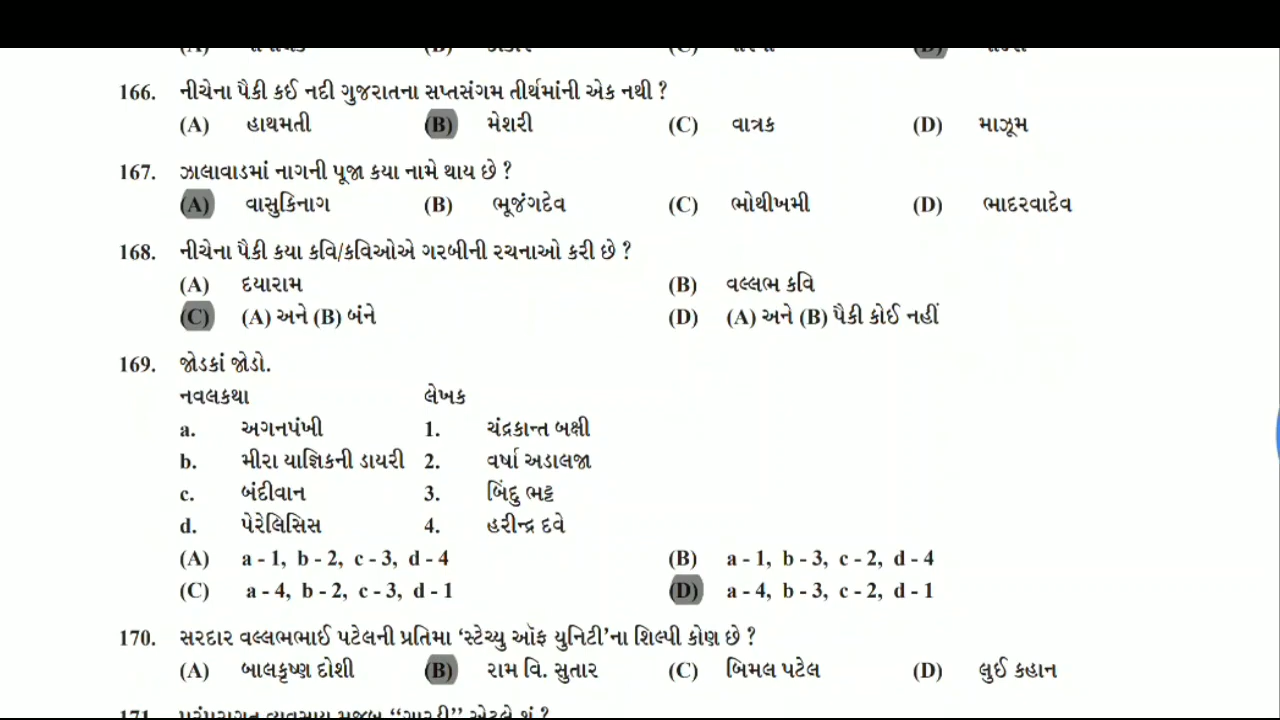 166. નીચેના પૈકી કઈ નદી ગુજરાતના સપ્તસંગમ તીર્થમાંની એક નથી ?
(A) હાથમતી (B) મેશરી (C) વાત્રક (D) માઝૂમ
167. ઝાલાવાડમાં નાગની પૂજા કયા નામે થાય છે ?
(A) વાસુકિનાગ (B) ભૂજંગદેવ (C) ભોથીખમી (D) ભાદરવાદેવ
168. નીચેના પૈકી કયા કવિ/કવિઓએ ગરબીની રચનાઓ કરી છે ?
(A) દયારામ (B) વલ્લભ કવિ
(C) (A) અને (B) બંને (D) (A) અને (B) પૈકી કોઈ નહીં
169. જોડકાં જોડો.
નવલકથા લેખક
a. અગનપંખી 1. ચંદ્રકાન્ત બક્ષી
b. મીરા યાજ્ઞિકની ડાયરી 2. વર્ષા અડાલજા
c. બંદીવાન 3. બિંદુ ભટ્ટ
d. પેરેલિસિસ 4. હરીન્દ્ર દવે
(A) a - 1, b - 2, c - 3, d - 4 (B) a - 1, b - 3, c - 2, d - 4
(C) a - 4, b - 2, c - 3, d - 1 (D) a - 4, b - 3, c - 2, d - 1
170. સરદાર વલ્લભભાઈ પટેલની પ્રતિમા ‘સ્ટેચ્યુ ઑફ યુનિટી’ના શિલ્પી કોણ છે ?
(A) બાલકૃષ્ણ દોશી (B) રામ વિ. સુતાર (C) બિમલ પટેલ (D) લુઈ કહાન